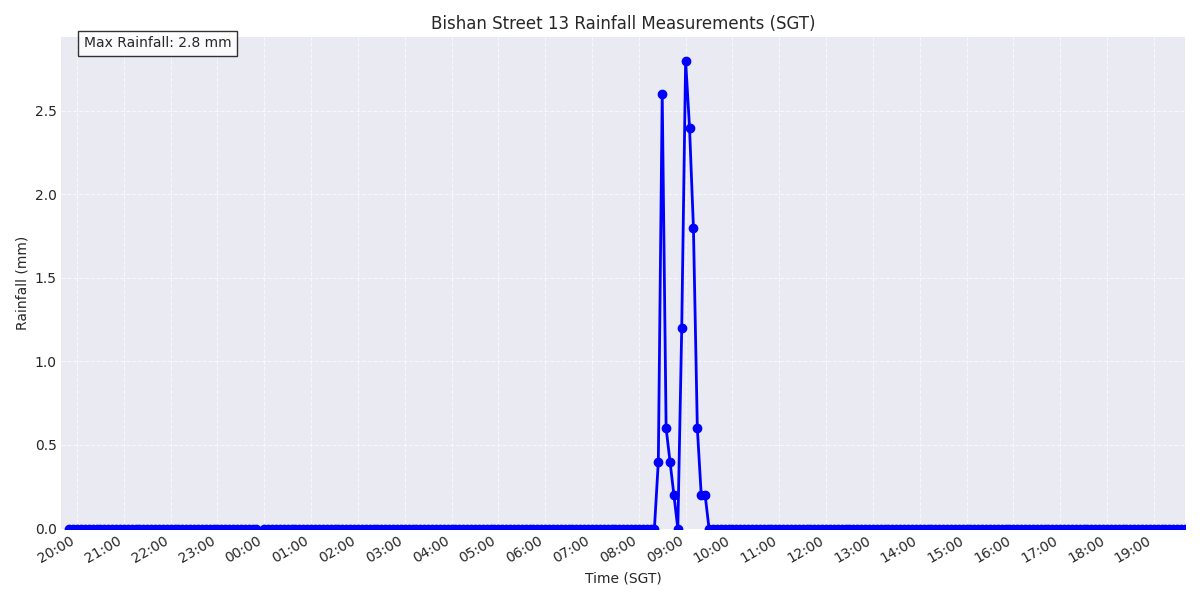 Bishan Street 13 Rainfall Measurements (SGT)
Max Rainfall: 2.8 mm
Rainfall (mm)
2.5
2.0
1.5
1.0
0.5
0.0
20:00 21:00 22:00 23:00 00:00 01:00 02:00 03:00 04:00 05:00 06:00 07:00 08:00 09:00 10:00 11:00 12:00 13:00 14:00 15:00 16:00 17:00 18:00 19:00
Time (SGT)